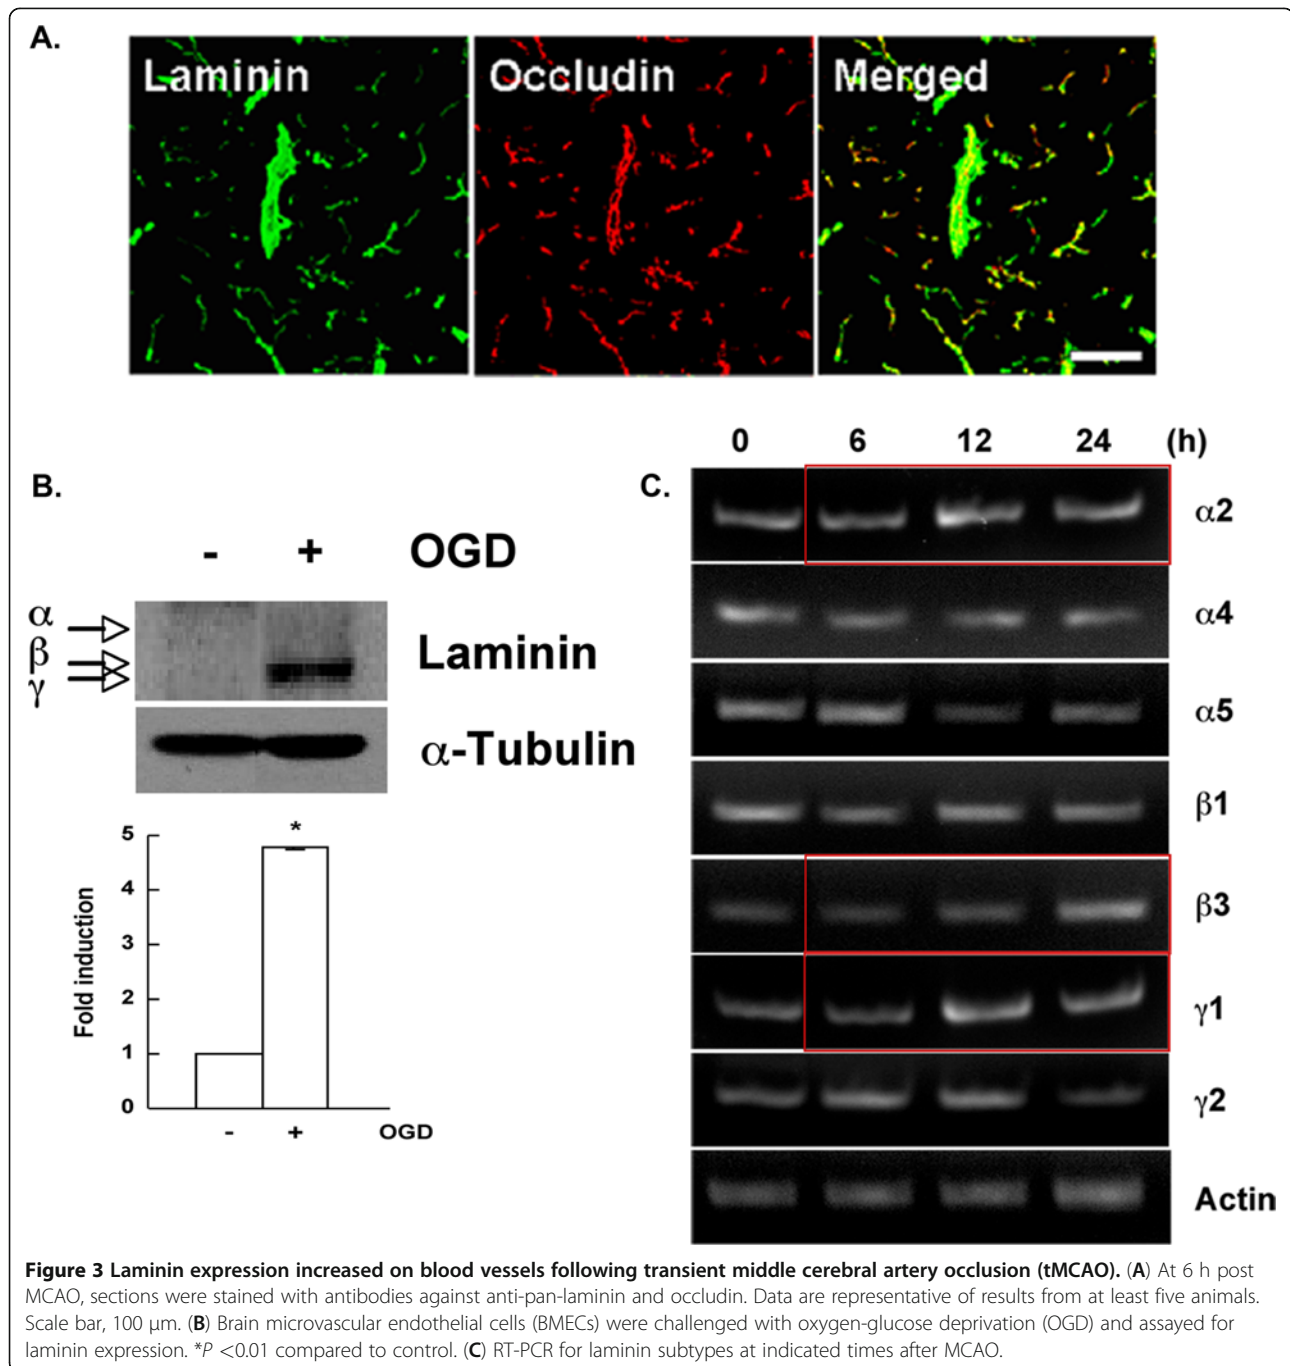 A.
Laminin Occludin Merged
B.
- + OGD
α
β
γ
Laminin
α-Tubulin
5
4
3
2
1
0
Fold induction
*
- + OGD
C.
0 6 12 24 (h)
α2
α4
α5
β1
β3
γ1
γ2
Actin
Figure 3 Laminin expression increased on blood vessels following transient middle cerebral artery occlusion (tMCAO). (A) At 6 h post
MCAO, sections were stained with antibodies against anti-pan-laminin and occludin. Data are representative of results from at least five animals.
Scale bar, 100 μm. (B) Brain microvascular endothelial cells (BMECs) were challenged with oxygen-glucose deprivation (OGD) and assayed for
laminin expression. *P <0.01 compared to control. (C) RT-PCR for laminin subtypes at indicated times after MCAO.